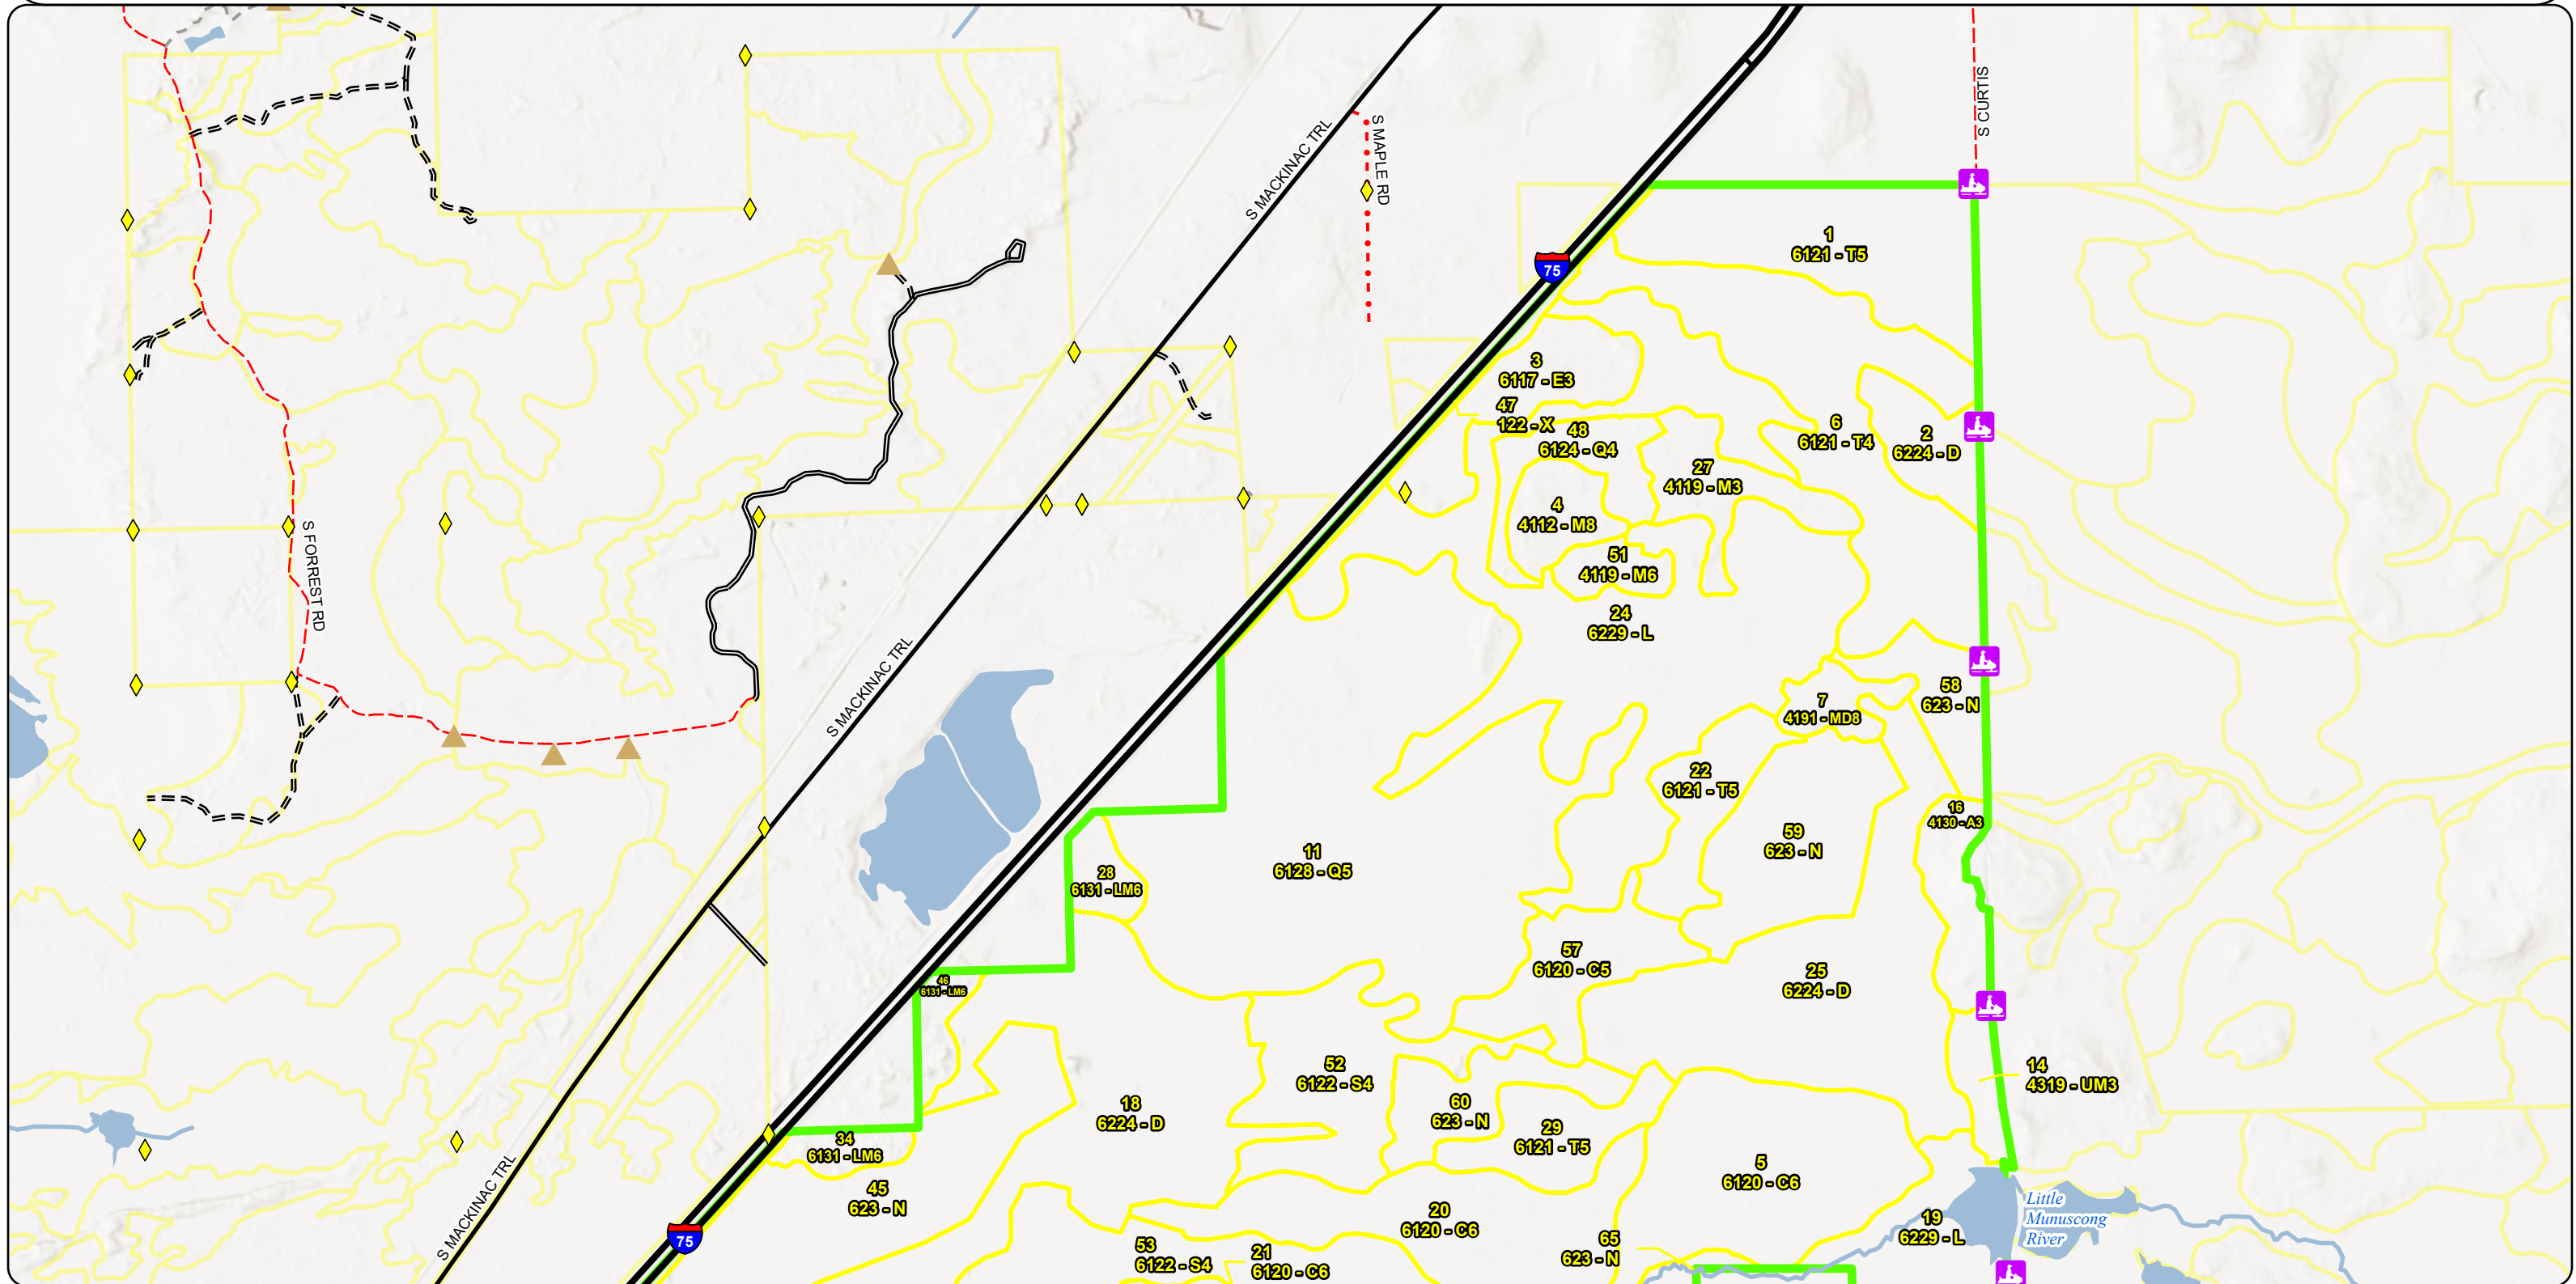 S CURTIS
S MAPLE RD
S MACKINAC TRL
1
6121 - T5
75
3
6117 - E3
47
122 - X
48
6124 - Q4
6
6121 - T4
2
6224 - D
27
4119 - M3
4
4112 - M8
51
4119 - M6
S FORREST RD
24
6229 - L
S MACKINAC TRL
58
623 - N
7
4191 - MD8
22
6121 - T5
16
4130 - A3
59
623 - N
11
6128 - Q5
28
6131 - LM6
57
6120 - C5
25
6224 - D
46
6131 - LM6
52
6122 - S4
14
4319 - UM3
18
6224 - D
60
623 - N
29
6121 - T5
34
6131 - LM6
5
6120 - C6
45
623 - N
S MACKINAC TRL
Little
Munuscong
River
20
6120 - C6
19
6229 - L
75
53
6122 - S4
21
6120 - C6
65
623 - N